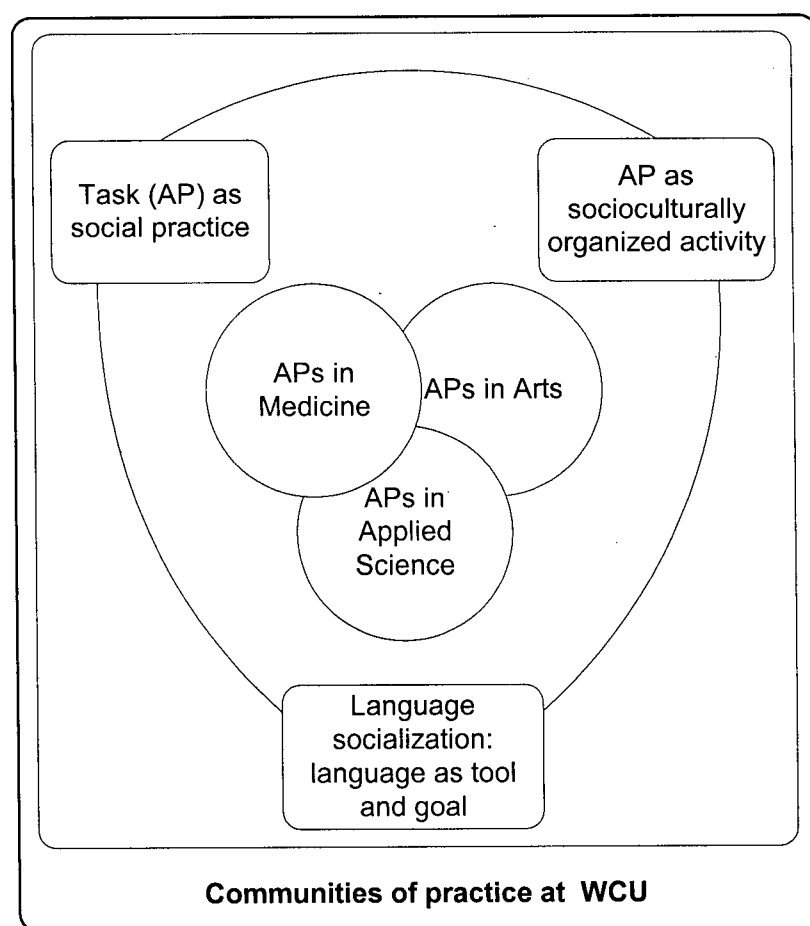 Task (AP) as
social practice
AP as
socioculturally
organized activity
APs in
Medicine
APs in Arts
APs in
Applied
Science
Language
socialization:
language as tool
and goal
Communities of practice at WCU